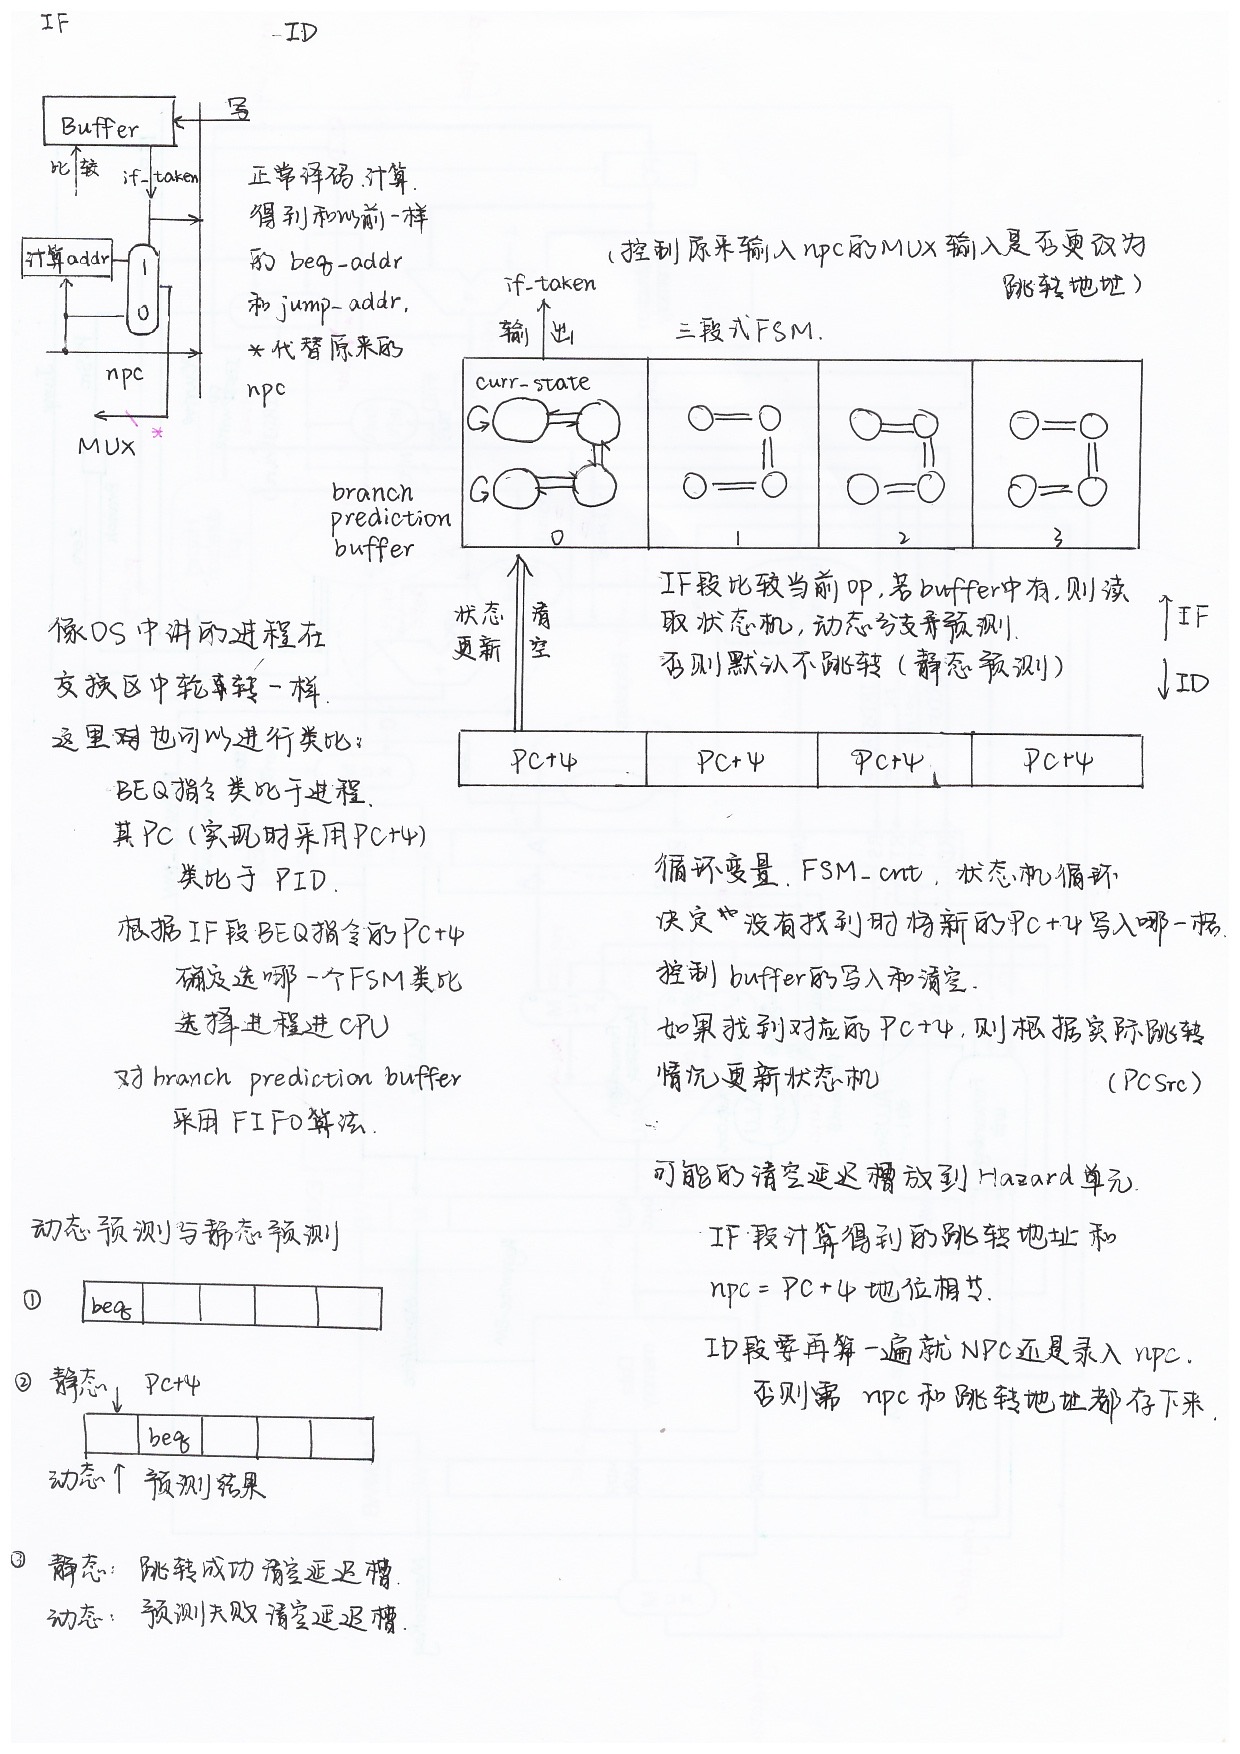 IF
ID
Buffer
写
比较
if_taken
计算addr
1
0
npc
MUX
*
正常译码.计算.
得到和以前一样
的 beq_addr
和jump_addr,
*代替原来的
npc
(控制原来输入npc的MUX输入是否更改为
跳转地址)
if-taken
输出
三段式FSM.
curr-state
branch
prediction
buffer
0
1
2
3
状态
更新
清
空
IF段比较当前op,若buffer中有,则读
取状态机,动态分支预测.
否则默认不跳转(静态预测)
IF
ID
PC+4
PC+4
PC+4
PC+4
像OS中讲的进程在
交换区中轮转一样.
这里也可以进行类比:
BEQ指令类比于进程.
其PC(实现时采用PC+4)
类比于 PID.
根据IF段BEQ指令的PC+4
确定选哪一个FSM类比
选择进程进CPU
对branch prediction buffer
采用FIFO算法.
循环变量.FSM_cnt,状态机循环
决定没有找到时将新的PC+4写入哪一格.
控制buffer的写入和清空.
如果找到对应的PC+4,则根据实际跳转
情况更新状态机
(PCSrc)
可能的清空延迟槽放到Hazard单元.
IF段计算得到的跳转地址和
npc = PC+4 地位相等.
ID段要再算一遍就NPC还是录入npc.
否则需 npc和跳转地址都存下来.
动态预测与静态预测
①
beq
② 静态 PC+4
beq
动态 预测结果
③ 静态: 跳转成功清空延迟槽.
动态: 预测失败清空延迟槽.